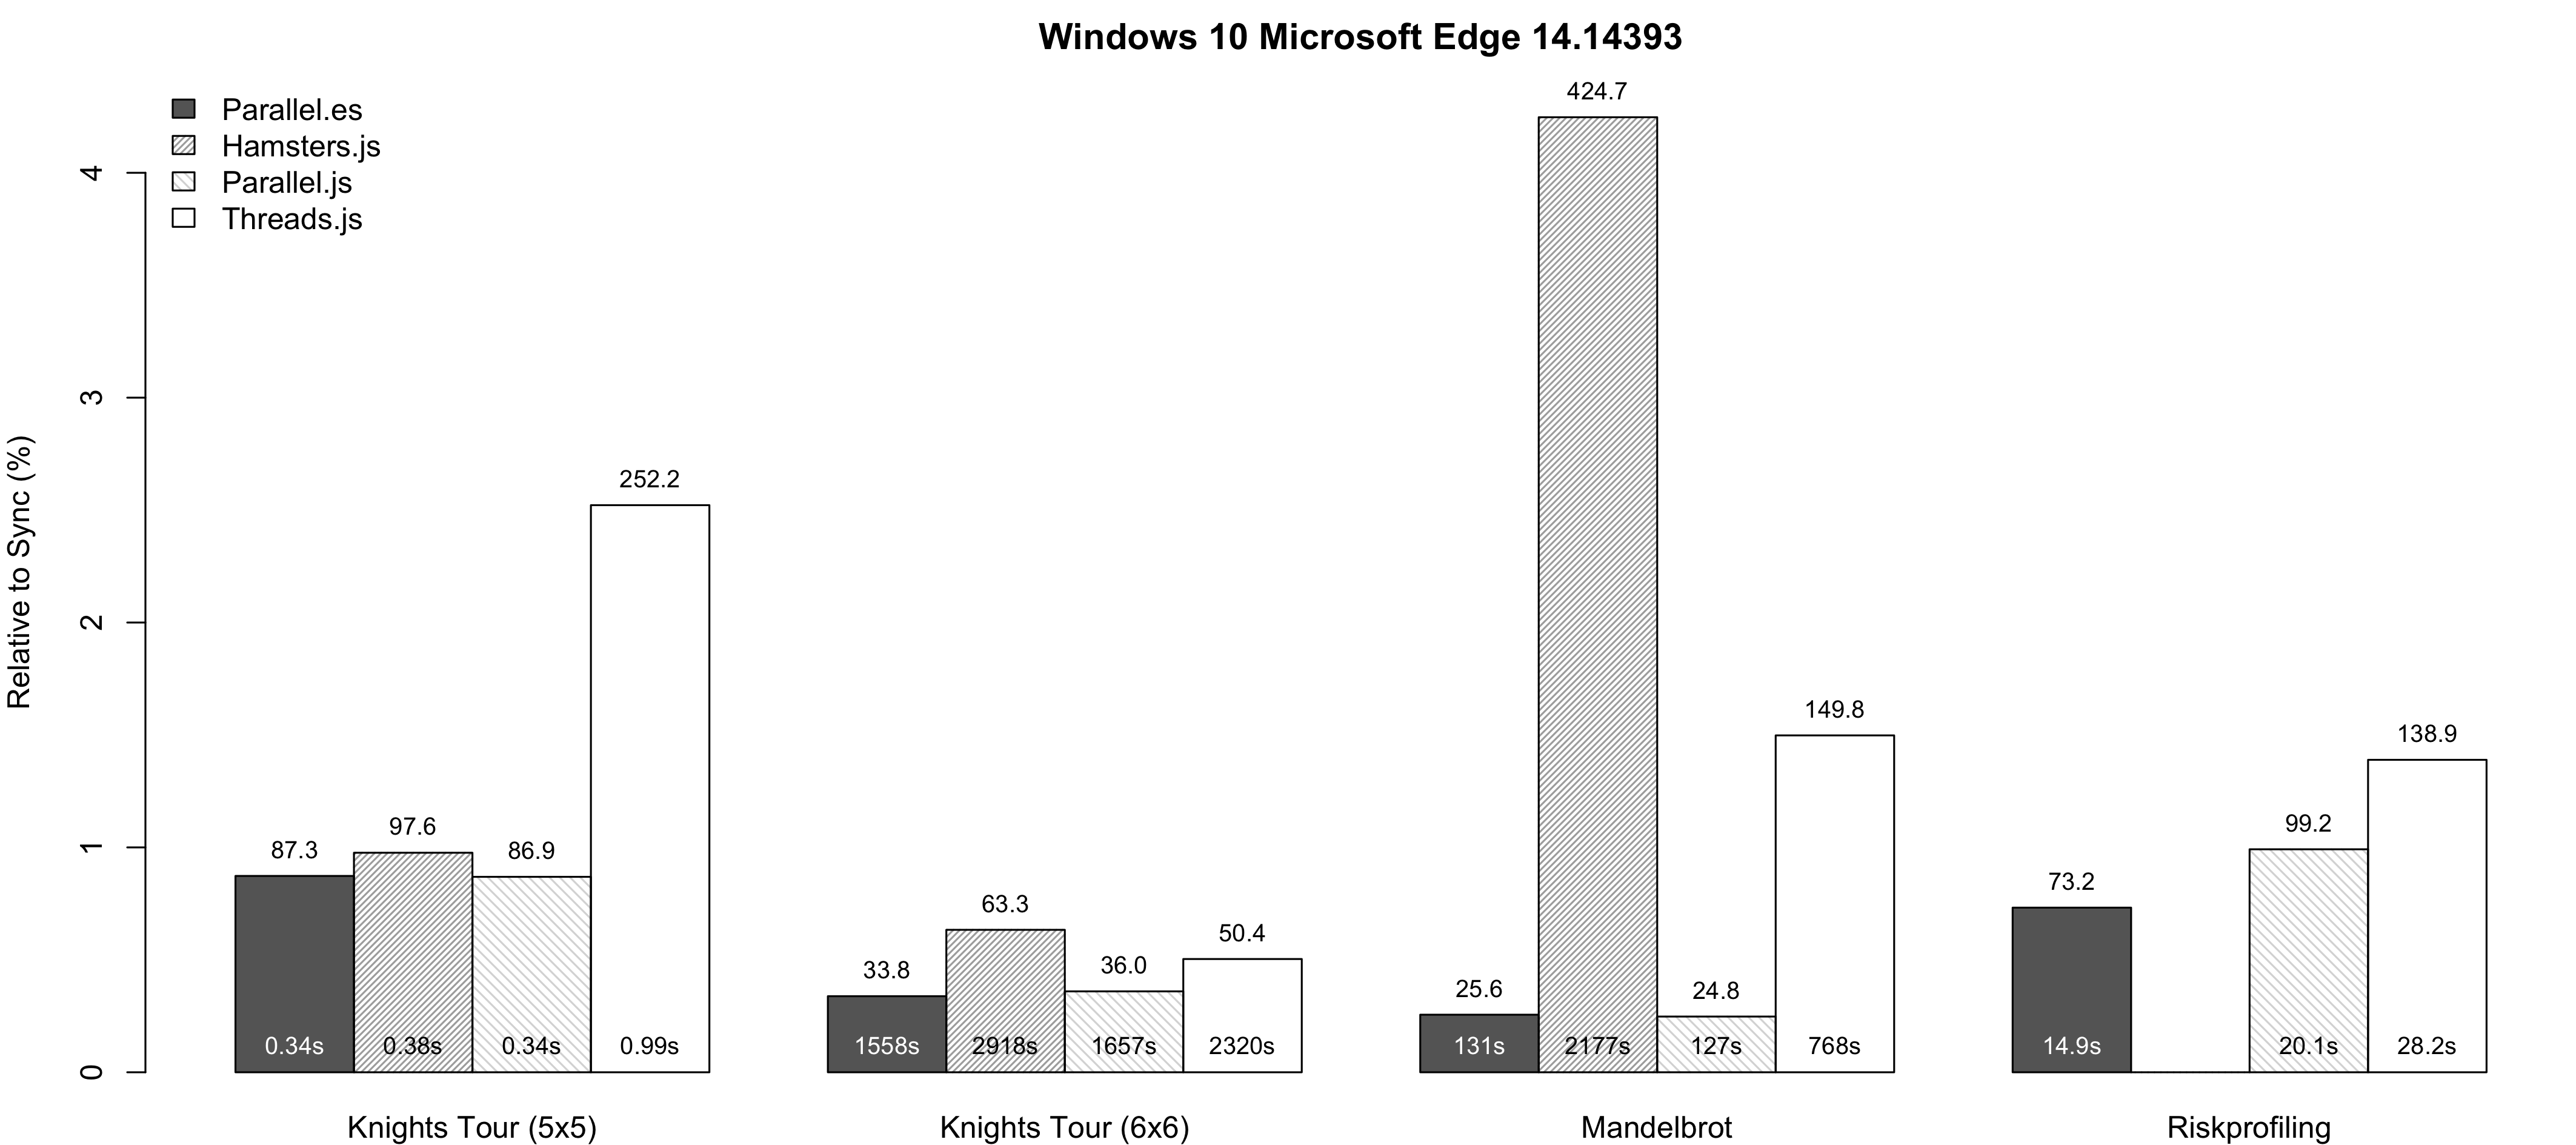 Windows 10 Microsoft Edge 14.14393
Parallel.es
Hamsters.js
Parallel.js
Threads.js
Relative to Sync (%)
4
3
2
1
0
87.3
97.6
86.9
252.2
0.34s
0.38s
0.34s
0.99s
Knights Tour (5x5)
33.8
63.3
36.0
50.4
1558s
2918s
1657s
2320s
Knights Tour (6x6)
25.6
424.7
24.8
149.8
131s
2177s
127s
768s
Mandelbrot
73.2
99.2
138.9
14.9s
20.1s
28.2s
Riskprofiling